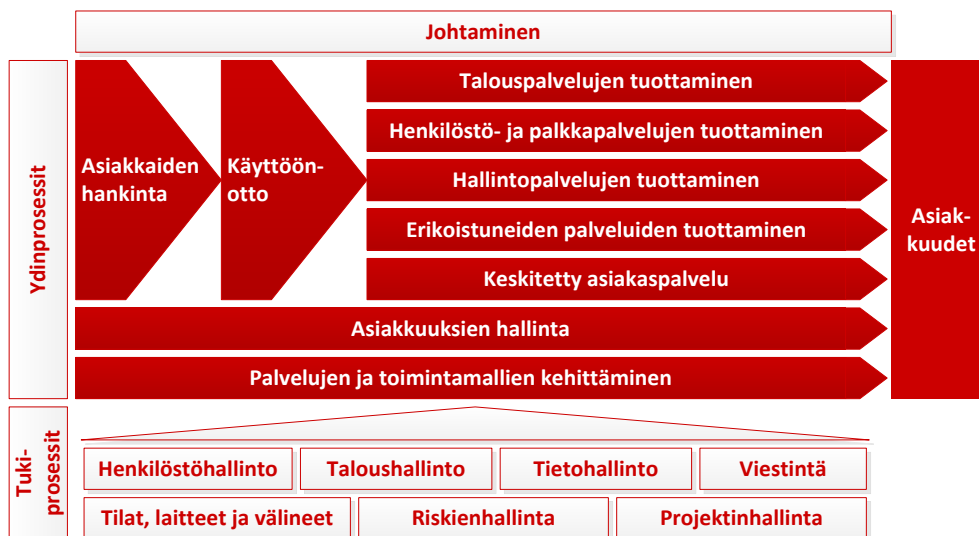 Johtaminen
Ydinprosessit
Asiakkaiden
hankinta
Käyttöön-
otto
Talouspalvelujen tuottaminen
Henkilöstö- ja palkkapalvelujen tuottaminen
Hallintopalvelujen tuottaminen
Erikoistuneiden palveluiden tuottaminen
Keskitetty asiakaspalvelu
Asiakkuuksien hallinta
Palvelujen ja toimintamallien kehittäminen
Asiak-
kuudet
Tuki-
prosessit
Henkilöstöhallinto
Taloushallinto
Tietohallinto
Viestintä
Tilat, laitteet ja välineet
Riskienhallinta
Projektinhallinta